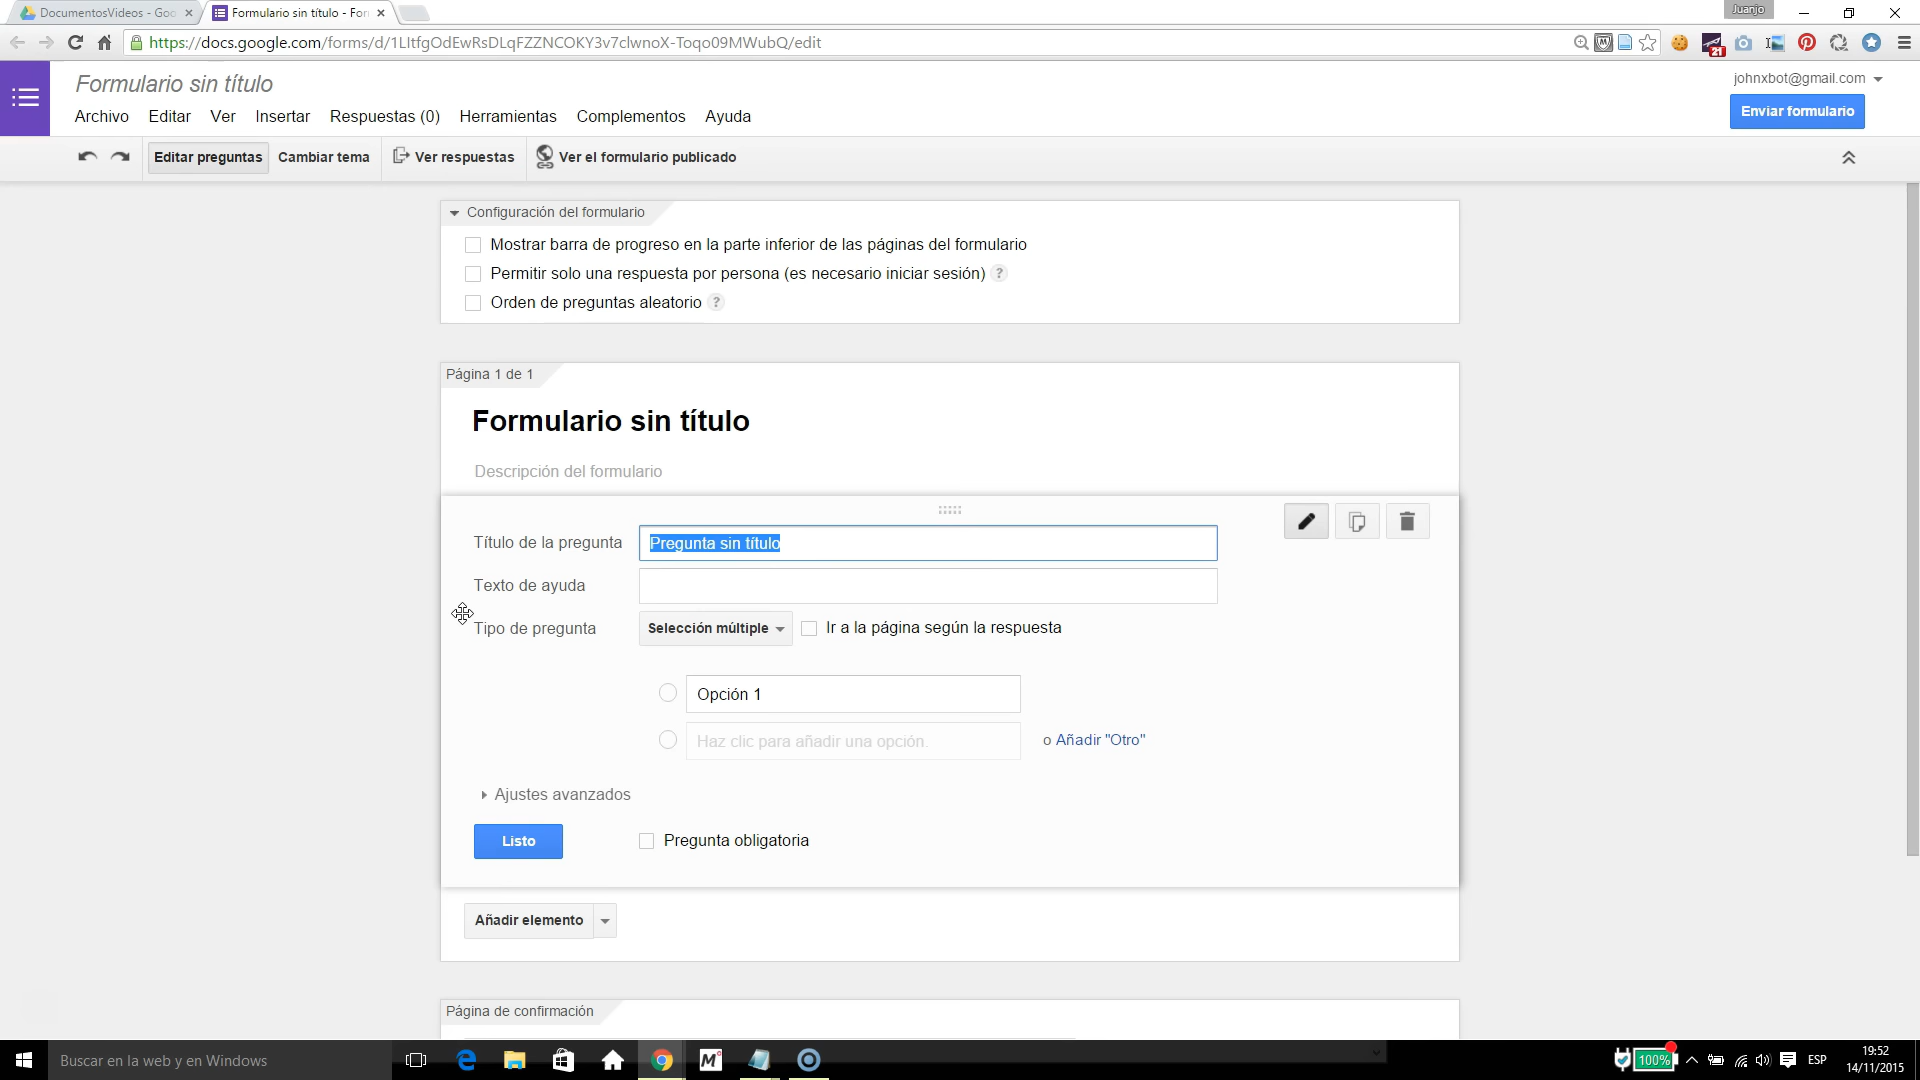 DocumentosVideos - Goo
Formulario sin título - For
Juanjo
https://docs.google.com/forms/d/1LItfgOdEwRsDLqFZZNCOKY3v7clwnoX-Toqo09MWubQ/edit
21
Formulario sin título
johnxbot@gmail.com
Archivo Editar Ver Insertar Respuestas (0) Herramientas Complementos Ayuda
Enviar formulario
Editar preguntas Cambiar tema Ver respuestas Ver el formulario publicado
Configuración del formulario
Mostrar barra de progreso en la parte inferior de las páginas del formulario
Permitir solo una respuesta por persona (es necesario iniciar sesión) ?
Orden de preguntas aleatorio ?
Página 1 de 1
Formulario sin título
Descripción del formulario
Título de la pregunta Pregunta sin título
Texto de ayuda
Tipo de pregunta Selección múltiple Ir a la página según la respuesta
Opción 1
Haz clic para añadir una opción. o Añadir "Otro"
Ajustes avanzados
Listo Pregunta obligatoria
Añadir elemento
Página de confirmación
Buscar en la web y en Windows
100%
ESP
19:52
14/11/2015